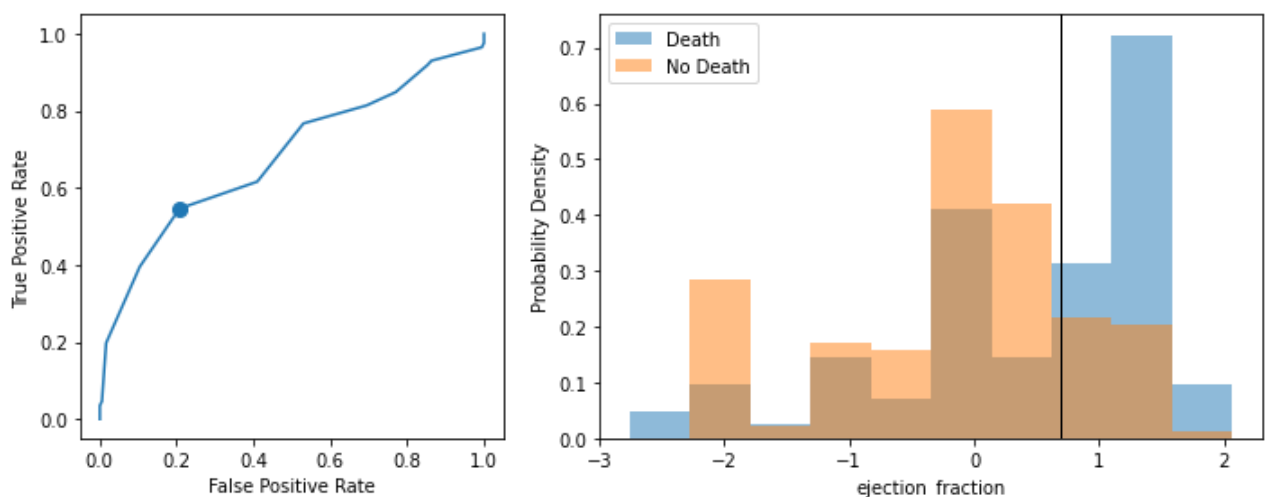 1.0
0.8
0.6
0.4
0.2
0.0
True Positive Rate
0.0 0.2 0.4 0.6 0.8 1.0
False Positive Rate
Death
No Death
0.7
0.6
0.5
0.4
0.3
0.2
0.1
0.0
Probability Density
−3 −2 −1 0 1 2
ejection_fraction